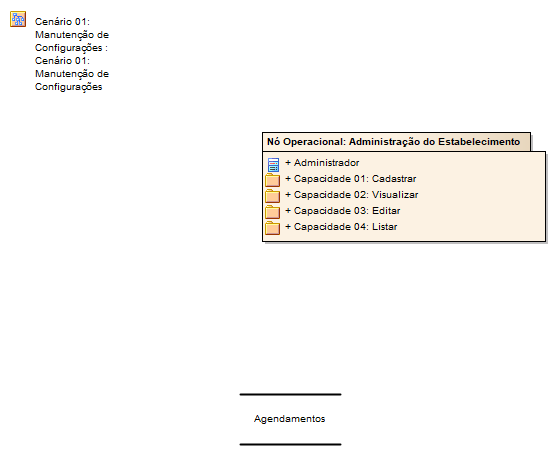 Cenário 01:
Manutenção de
Configurações :
Cenário 01:
Manutenção de
Configurações
Nó Operacional: Administração do Estabelecimento
+ Administrador
+ Capacidade 01: Cadastrar
+ Capacidade 02: Visualizar
+ Capacidade 03: Editar
+ Capacidade 04: Listar
Agendamentos